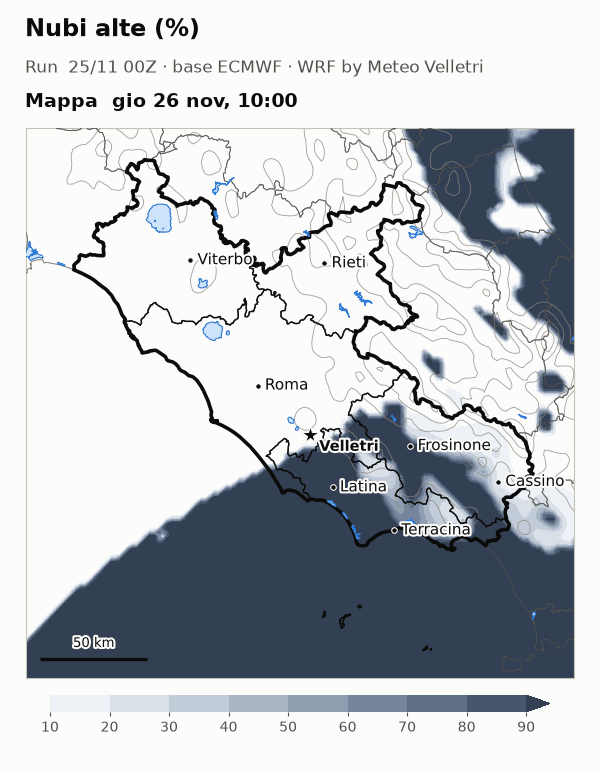 Nubi alte (%)
Run  25/11 00Z · base ECMWF · WRF by Meteo Velletri
Mappa  gio 26 nov, 10:00
Viterbo
Rieti
Roma
Velletri
Frosinone
Latina
Cassino
Terracina
50 km
10 20 30 40 50 60 70 80 90